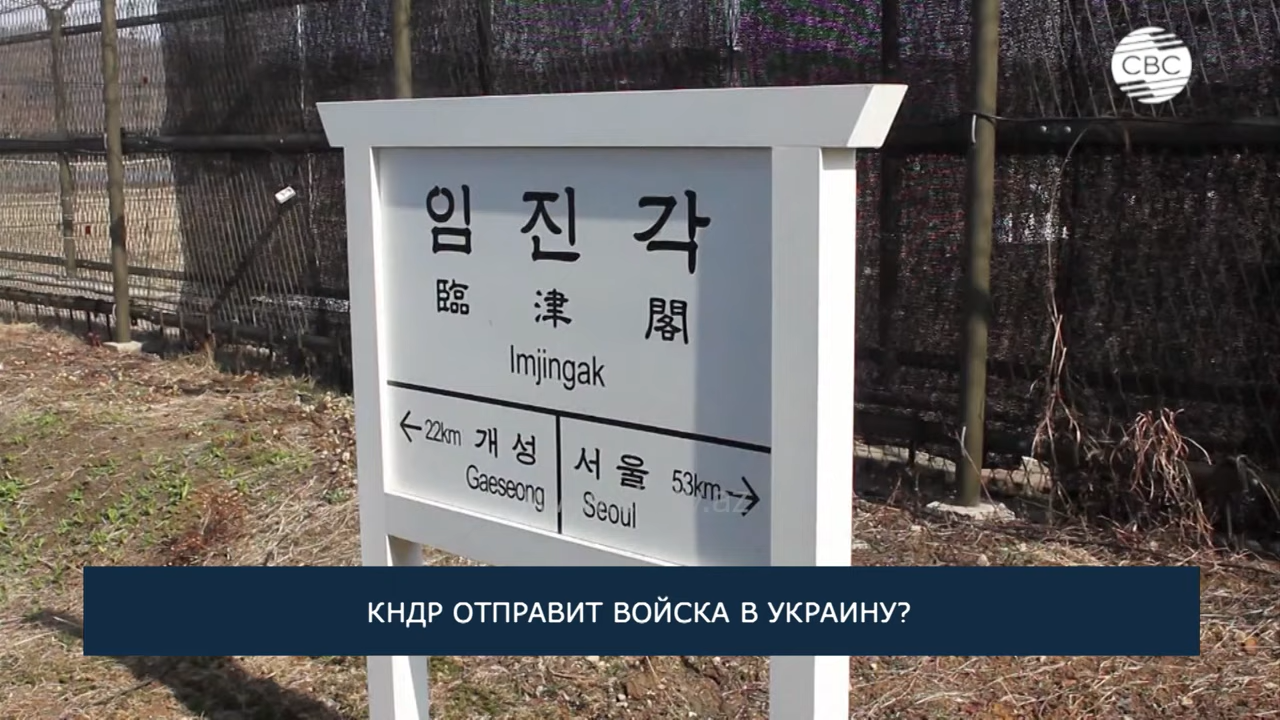 CBC
임 진 각
臨 津 閣
Imjingak
←22km 개 성
Gaeseong
서 울 53km→
Seoul
.az
КНДР ОТПРАВИТ ВОЙСКА В УКРАИНУ?